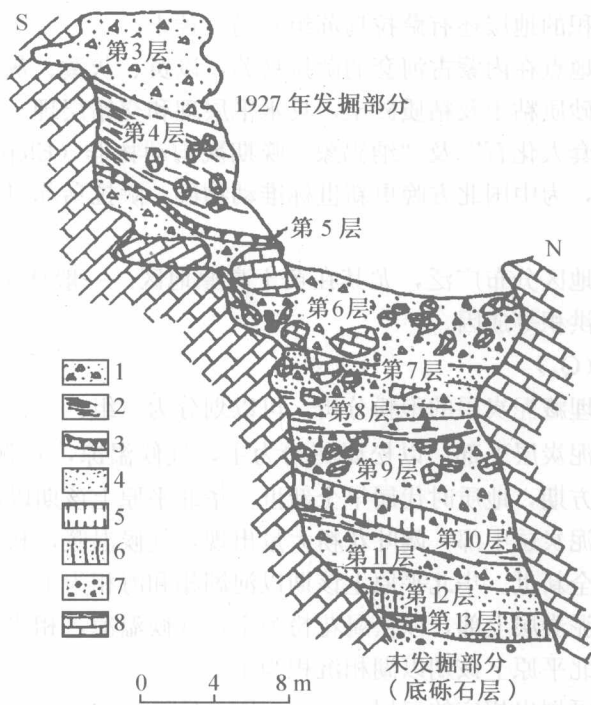 S
第3层
1927年发掘部分
第4层
第5层
N
第6层
第7层
第8层
第9层
第10层
第11层
第12层
第13层
未发掘部分
(底砾石层)
1
2
3
4
5
6
7
8
0 4 8 m